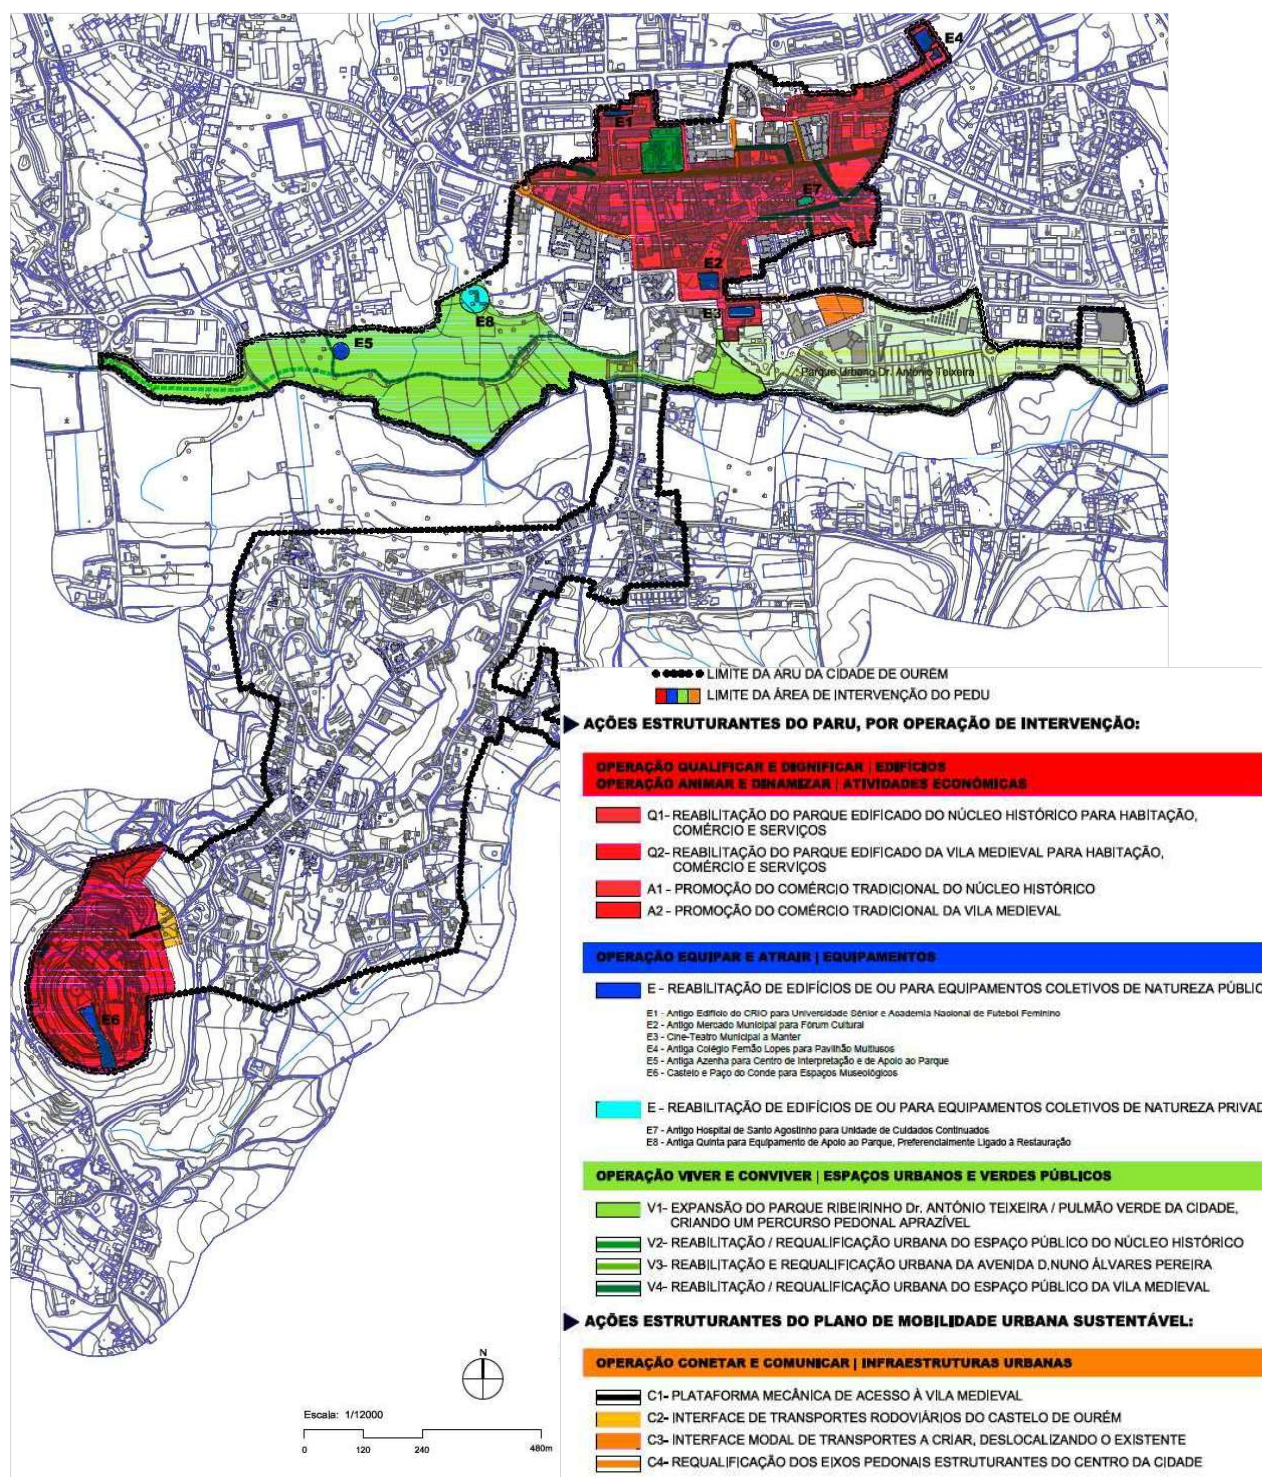 E4
E1
E7
E2
E3
E8
E5
Parque Urbano Dr. António Teixeira
E6
LIMITE DA ARU DA CIDADE DE OURÉM
LIMITE DA ÁREA DE INTERVENÇÃO DO PEDU
AÇÕES ESTRUTURANTES DO PARU, POR OPERAÇÃO DE INTERVENÇÃO:
OPERAÇÃO QUALIFICAR E DIGNIFICAR | EDIFÍCIOS
OPERAÇÃO ANIMAR E DINAMIZAR | ATIVIDADES ECONÓMICAS
Q1- REABILITAÇÃO DO PARQUE EDIFICADO DO NÚCLEO HISTÓRICO PARA HABITAÇÃO,
COMÉRCIO E SERVIÇOS
Q2- REABILITAÇÃO DO PARQUE EDIFICADO DA VILA MEDIEVAL PARA HABITAÇÃO,
COMÉRCIO E SERVIÇOS
A1 - PROMOÇÃO DO COMÉRCIO TRADICIONAL DO NÚCLEO HISTÓRICO
A2 - PROMOÇÃO DO COMÉRCIO TRADICIONAL DA VILA MEDIEVAL
OPERAÇÃO EQUIPAR E ATRAIR | EQUIPAMENTOS
E - REABILITAÇÃO DE EDIFÍCIOS DE OU PARA EQUIPAMENTOS COLETIVOS DE NATUREZA PÚBLIC
E1 - Antigo Edifício do CRIO para Universidade Sénior e Academia Nacional de Futebol Feminino
E2 - Antigo Mercado Municipal para Fórum Cultural
E3 - Cine-Teatro Municipal a Manter
E4 - Antiga Colégio Fernão Lopes para Pavilhão Multiusos
E5 - Antiga Azenha para Centro de Interpretação e de Apoio ao Parque
E6 - Castelo e Paço do Conde para Espaços Museológicos
E - REABILITAÇÃO DE EDIFÍCIOS DE OU PARA EQUIPAMENTOS COLETIVOS DE NATUREZA PRIVAD
E7 - Antigo Hospital de Santo Agostinho para Unidade de Cuidados Continuados
E8 - Antiga Quinta para Equipamento de Apoio ao Parque, Preferencialmente Ligado à Restauração
OPERAÇÃO VIVER E CONVIVER | ESPAÇOS URBANOS E VERDES PÚBLICOS
V1- EXPANSÃO DO PARQUE RIBEIRINHO Dr. ANTÓNIO TEIXEIRA / PULMÃO VERDE DA CIDADE,
CRIANDO UM PERCURSO PEDONAL APRAZÍVEL
V2- REABILITAÇÃO / REQUALIFICAÇÃO URBANA DO ESPAÇO PÚBLICO DO NÚCLEO HISTÓRICO
V3- REABILITAÇÃO E REQUALIFICAÇÃO URBANA DA AVENIDA D.NUNO ÁLVARES PEREIRA
V4- REABILITAÇÃO / REQUALIFICAÇÃO URBANA DO ESPAÇO PÚBLICO DA VILA MEDIEVAL
AÇÕES ESTRUTURANTES DO PLANO DE MOBILIDADE URBANA SUSTENTÁVEL:
OPERAÇÃO CONETAR E COMUNICAR | INFRAESTRUTURAS URBANAS
C1- PLATAFORMA MECÂNICA DE ACESSO À VILA MEDIEVAL
C2- INTERFACE DE TRANSPORTES RODOVIÁRIOS DO CASTELO DE OURÉM
C3- INTERFACE MODAL DE TRANSPORTES A CRIAR, DESLOCALIZANDO O EXISTENTE
C4- REQUALIFICAÇÃO DOS EIXOS PEDONAIS ESTRUTURANTES DO CENTRO DA CIDADE
N
Escala: 1/12000
0 120 240 480m